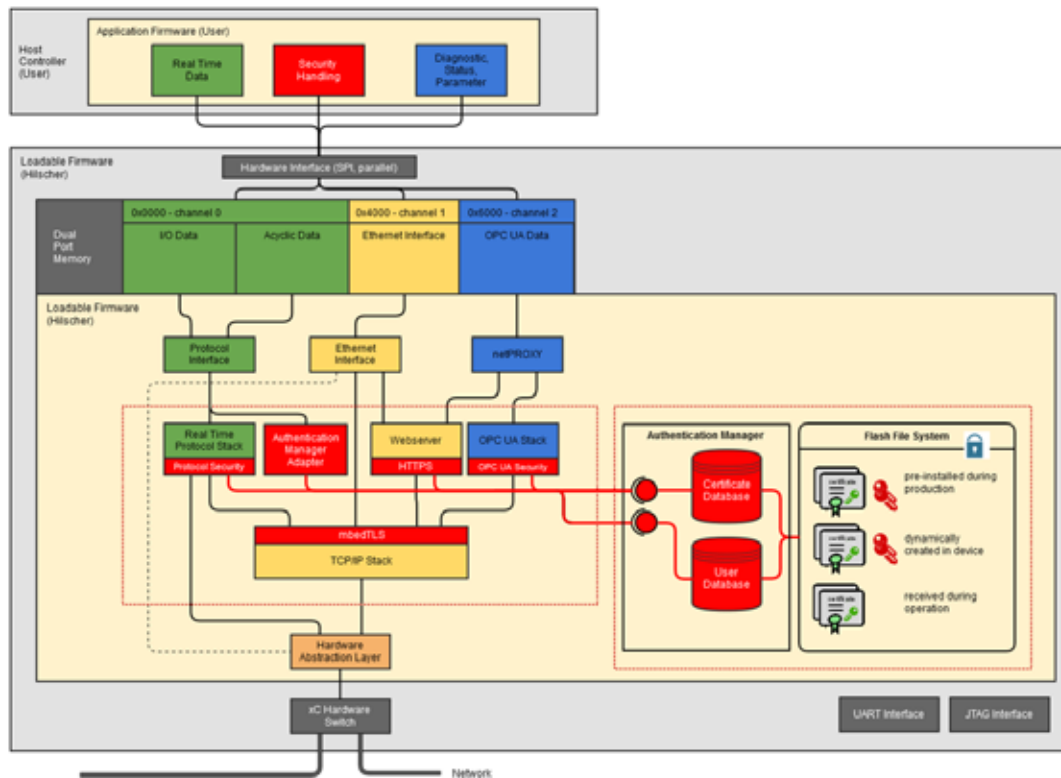 Host
Controller
(User)
Application Firmware (User)
Real Time
Data
Security
Handling
Diagnostic,
Status,
Parameter
Loadable Firmware
(Hilscher)
Hardware Interface (SPI, parallel)
Dual
Port
Memory
0x0000 - channel 0
0x4000 - channel 1
0x6000 - channel 2
I/O Data
Acyclic Data
Ethernet Interface
OPC UA Data
Loadable Firmware
(Hilscher)
Protocol
Interface
Ethernet
Interface
netPROXY
Real Time
Protocol Stack
Protocol Security
Authentication
Manager
Adapter
Webserver
HTTPS
OPC UA Stack
OPC UA Security
mbedTLS
TCP/IP Stack
Hardware
Abstraction Layer
xC Hardware
Switch
Network
Authentication Manager
Certificate
Database
User
Database
Flash File System
certificate
pre-installed during
production
certificate
dynamically
created in device
certificate
received during
operation
UART Interface
JTAG Interface